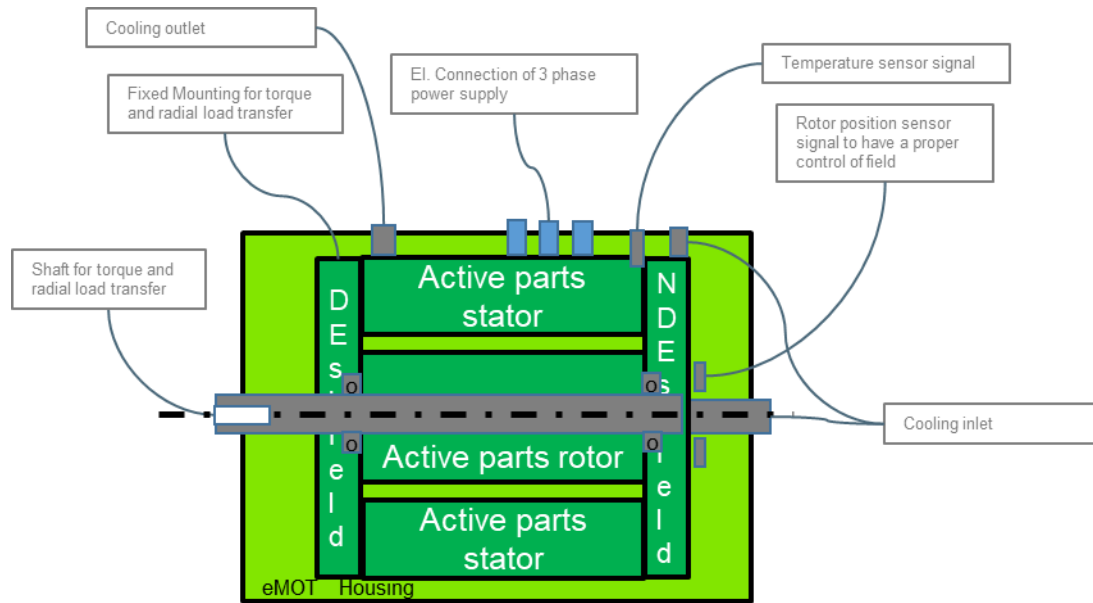 Cooling outlet
El. Connection of 3 phase
power supply
Temperature sensor signal
Fixed Mounting for torque
and radial load transfer
Rotor position sensor
signal to have a proper
control of field
Shaft for torque and
radial load transfer
Active parts
stator
D
E
s
i
e
l
d
N
D
E
s
i
e
l
d
o
o
o
o
Active parts rotor
Cooling inlet
Active parts
stator
eMOT Housing